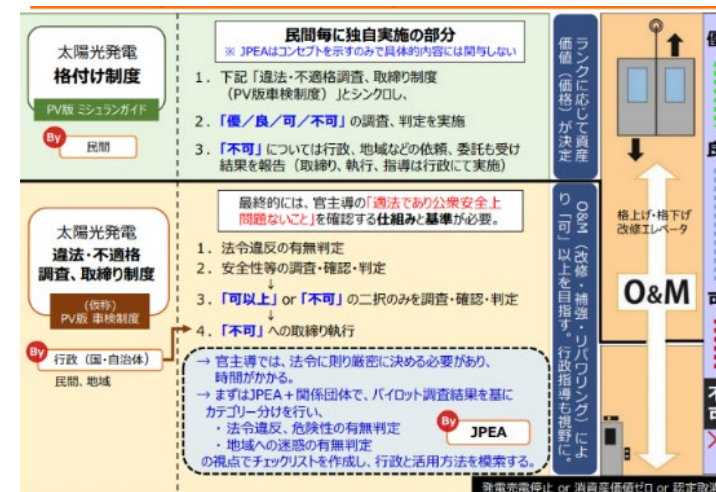 太陽光発電
格付け制度
PV版 ミシュランガイド
By
民間
民間毎に独自実施の部分
※ JPEAはコンセプトを示すのみで具体的内容には関与しない
1. 下記「違法・不適格調査、取締り制度
（PV版車検制度）」とシンクロし、
2. 「優／良／可／不可」の調査、判定を実施
3. 「不可」については行政、地域などの依頼、委託も受け
結果を報告（取締り、執行、指導は行政にて実施）
ランクに応じて資産
価値（価格）が決定
太陽光発電
違法・不適格
調査、取締り制度
(仮称)
PV版 車検制度
By
行政（国・自治体）
民間、地域
最終的には、官主導の「適法であり公衆安全上
問題ないこと」を確認する仕組みと基準が必要。
1. 法令違反の有無判定
2. 安全性等の調査・確認・判定
↓
3. 「可以上」or「不可」の二択のみを調査・確認・判定
↓
4. 「不可」への取締り執行
→ 官主導では、法令に則り厳密に決める必要があり、
時間がかかる。
→ まずはJPEA＋関係団体で、パイロット調査結果を基に
カテゴリー分けを行い、
・法令違反、危険性の有無判定
・地域への迷惑の有無判定
の視点でチェックリストを作成し、行政と活用方法を模索する。
By
JPEA
O&M（改修・補強・リパワリング）によ
り「可」以上を目指す。行政指導も視野に。
格上げ・格下げ
改修エレベータ
O&M
優
良
可
不
可
発電売電停止 or 消資産価値ゼロ or 認定取消